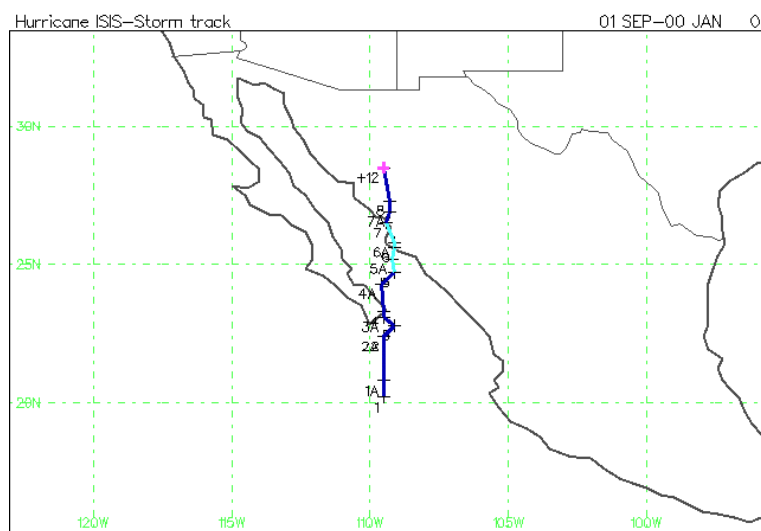 Hurricane ISIS-Storm track 01 SEP-00 JAN 0
30N
+12
8
7A
7
6A
6
25N
5A
5
4A
4
3A
3
2A
2
1A
20N
1
120W 115W 110W 105W 100W